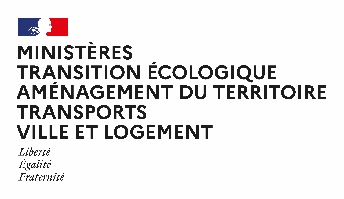 MINISTÈRES
TRANSITION ÉCOLOGIQUE
AMÉNAGEMENT DU TERRITOIRE
TRANSPORTS
VILLE ET LOGEMENT
Liberté
Égalité
Fraternité